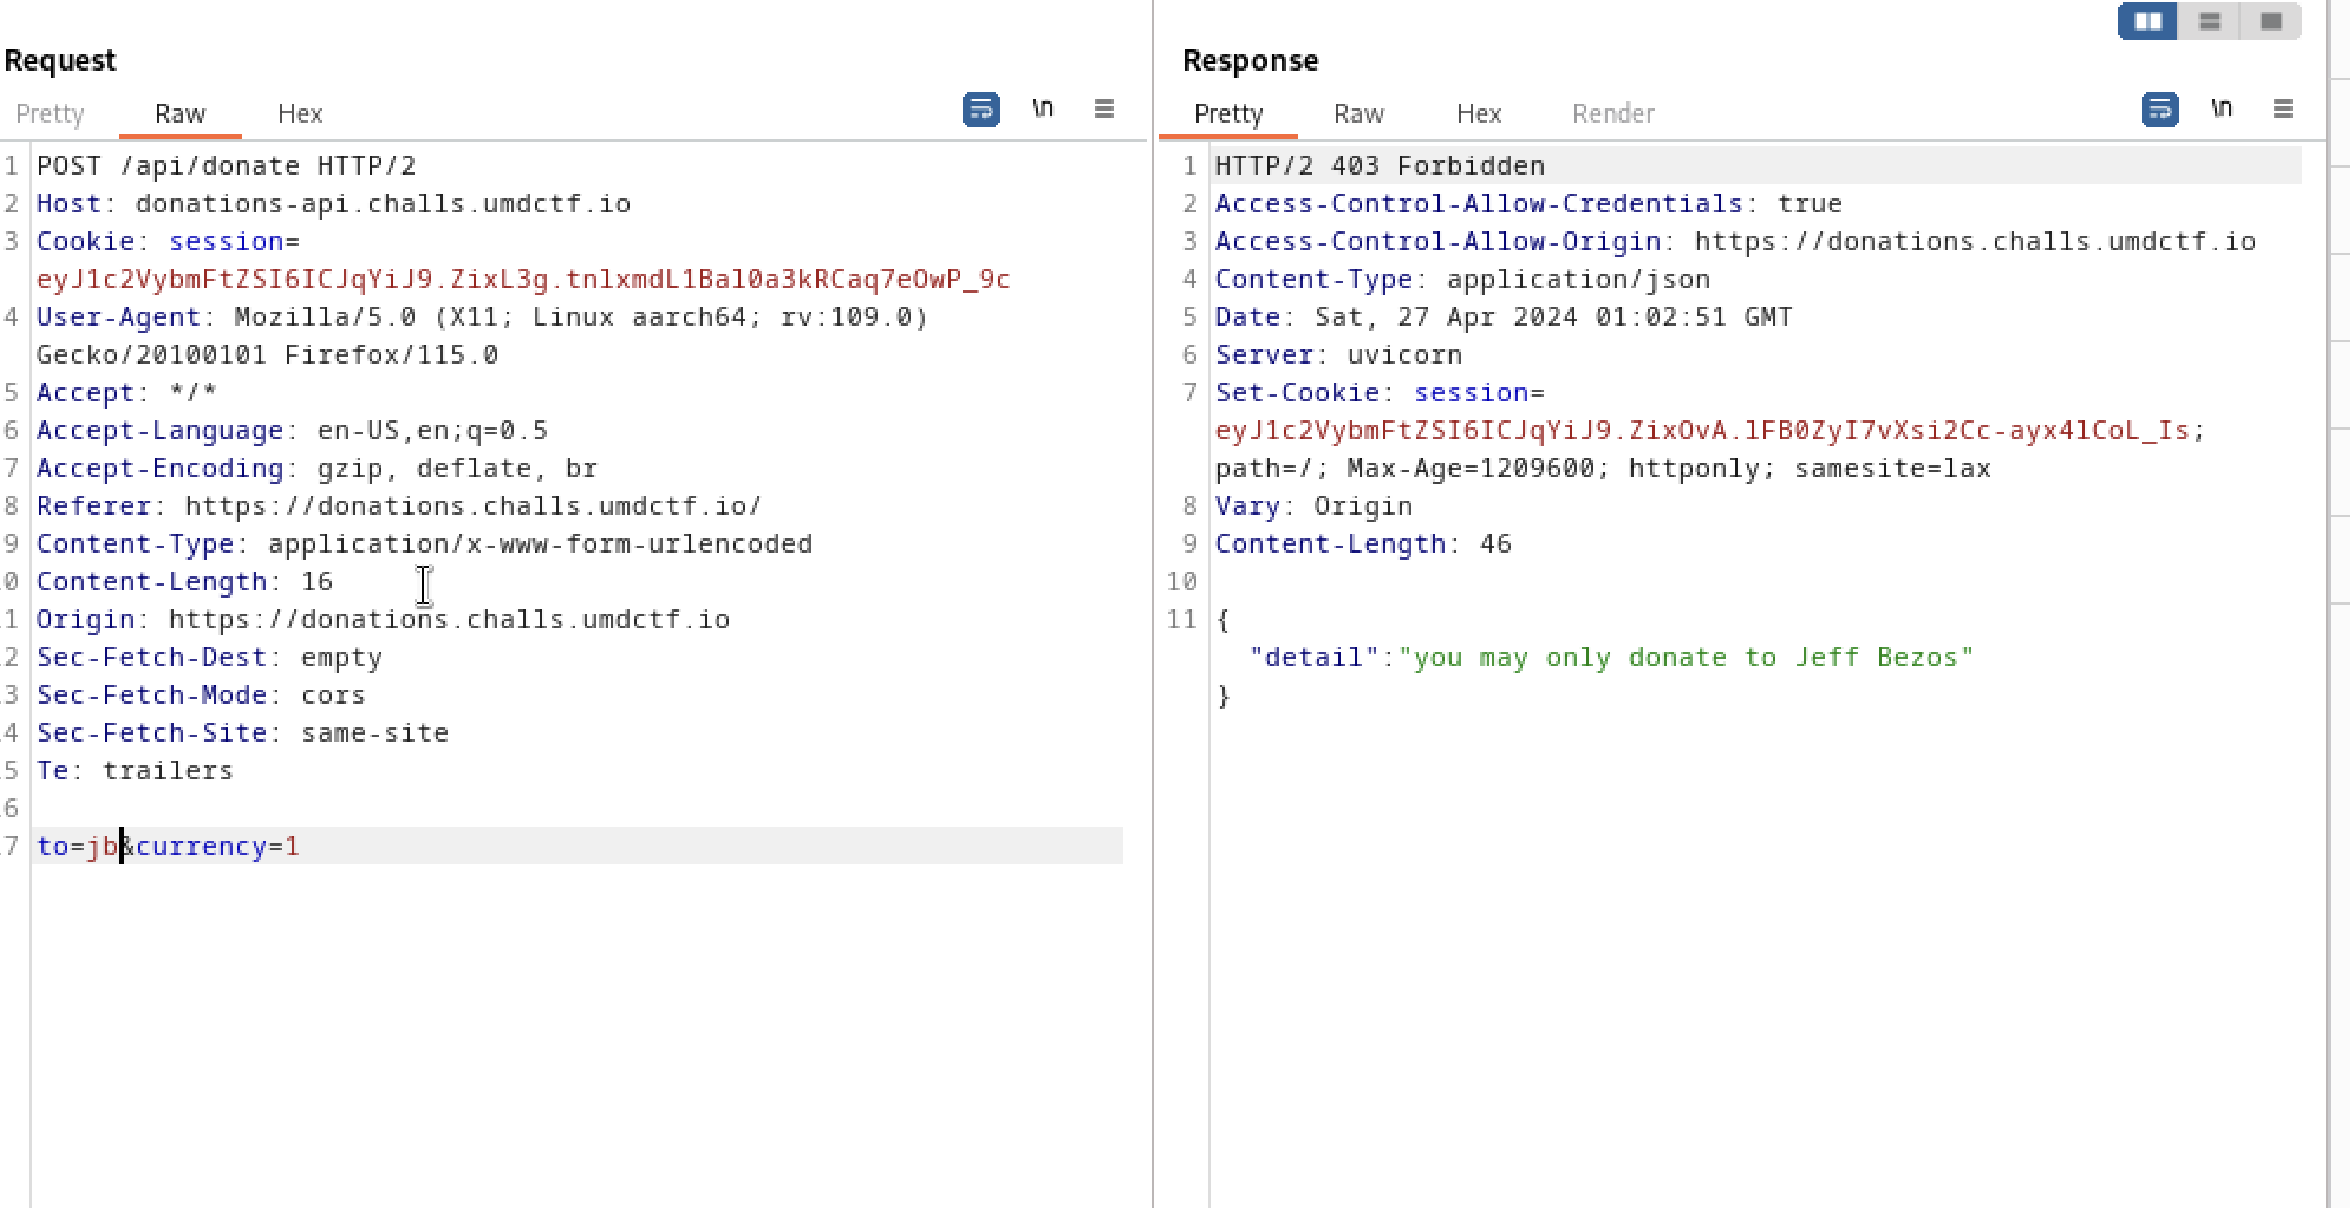 Request
Pretty Raw Hex \n
1 POST /api/donate HTTP/2
2 Host: donations-api.challs.umdctf.io
3 Cookie: session=
eyJ1c2VybmFtZSI6ICJqYiJ9.ZixL3g.tnlxmdL1Bal0a3kRCaq7eOwP_9c
4 User-Agent: Mozilla/5.0 (X11; Linux aarch64; rv:109.0)
Gecko/20100101 Firefox/115.0
5 Accept: */*
6 Accept-Language: en-US,en;q=0.5
7 Accept-Encoding: gzip, deflate, br
8 Referer: https://donations.challs.umdctf.io/
9 Content-Type: application/x-www-form-urlencoded
0 Content-Length: 16
1 Origin: https://donations.challs.umdctf.io
2 Sec-Fetch-Dest: empty
3 Sec-Fetch-Mode: cors
4 Sec-Fetch-Site: same-site
5 Te: trailers
6
7 to=jb&currency=1
Response
Pretty Raw Hex Render \n
1 HTTP/2 403 Forbidden
2 Access-Control-Allow-Credentials: true
3 Access-Control-Allow-Origin: https://donations.challs.umdctf.io
4 Content-Type: application/json
5 Date: Sat, 27 Apr 2024 01:02:51 GMT
6 Server: uvicorn
7 Set-Cookie: session=
eyJ1c2VybmFtZSI6ICJqYiJ9.ZixOvA.1FB0ZyI7vXsi2Cc-ayx41CoL_Is;
path=/; Max-Age=1209600; httponly; samesite=lax
8 Vary: Origin
9 Content-Length: 46
10
11 {
"detail":"you may only donate to Jeff Bezos"
}